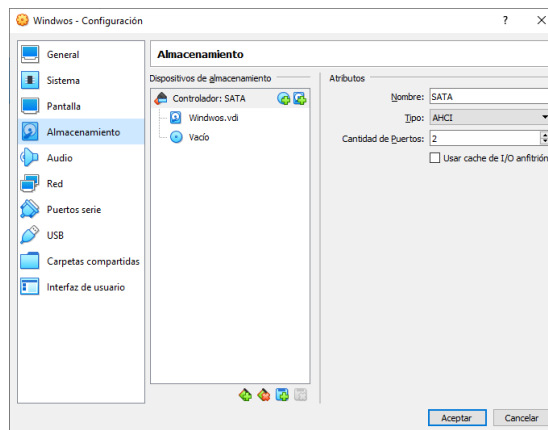 Windwos - Configuración
?
General
Sistema
Pantalla
Almacenamiento
Audio
Red
Puertos serie
USB
Carpetas compartidas
Interfaz de usuario
Almacenamiento
Dispositivos de almacenamiento
Controlador: SATA
Windwos.vdi
Vacío
Atributos
Nombre: SATA
Tipo: AHCI
Cantidad de Puertos: 2
Usar cache de I/O anfitrión
Aceptar Cancelar